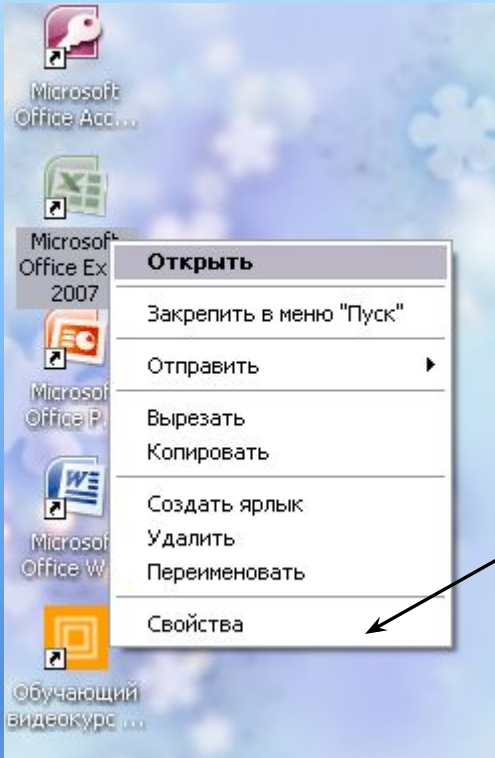 Microsoft
Office Acc...
Microsoft
Office Ex
2007
Открыть
Закрепить в меню "Пуск"
Отправить
Вырезать
Копировать
Создать ярлык
Удалить
Переименовать
Свойства
Microsof
Office P.
Microsof
Office W
Обучающий
видеокурс ...